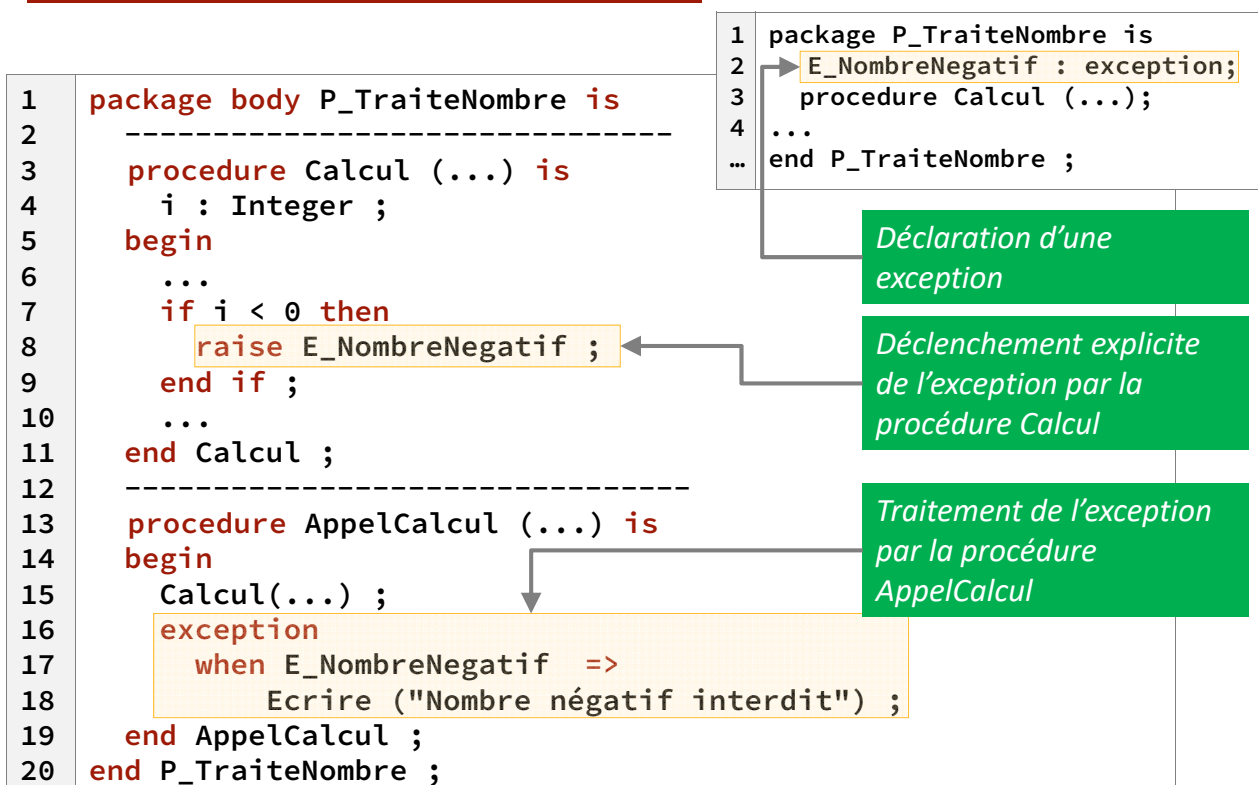 1 package P_TraiteNombre is
2 E_NombreNegatif : exception;
3 procedure Calcul (...);
4 ...
… end P_TraiteNombre ;
1 package body P_TraiteNombre is
2 -------------------------------
3 procedure Calcul (...) is
4 i : Integer ;
5 begin
6 ...
7 if i < 0 then
8 raise E_NombreNegatif ;
9 end if ;
10 ...
11 end Calcul ;
12 --------------------------------
13 procedure AppelCalcul (...) is
14 begin
15 Calcul(...) ;
16 exception
17 when E_NombreNegatif =>
18 Ecrire ("Nombre négatif interdit") ;
19 end AppelCalcul ;
20 end P_TraiteNombre ;
Déclaration d’une
exception
Déclenchement explicite
de l’exception par la
procédure Calcul
Traitement de l’exception
par la procédure
AppelCalcul